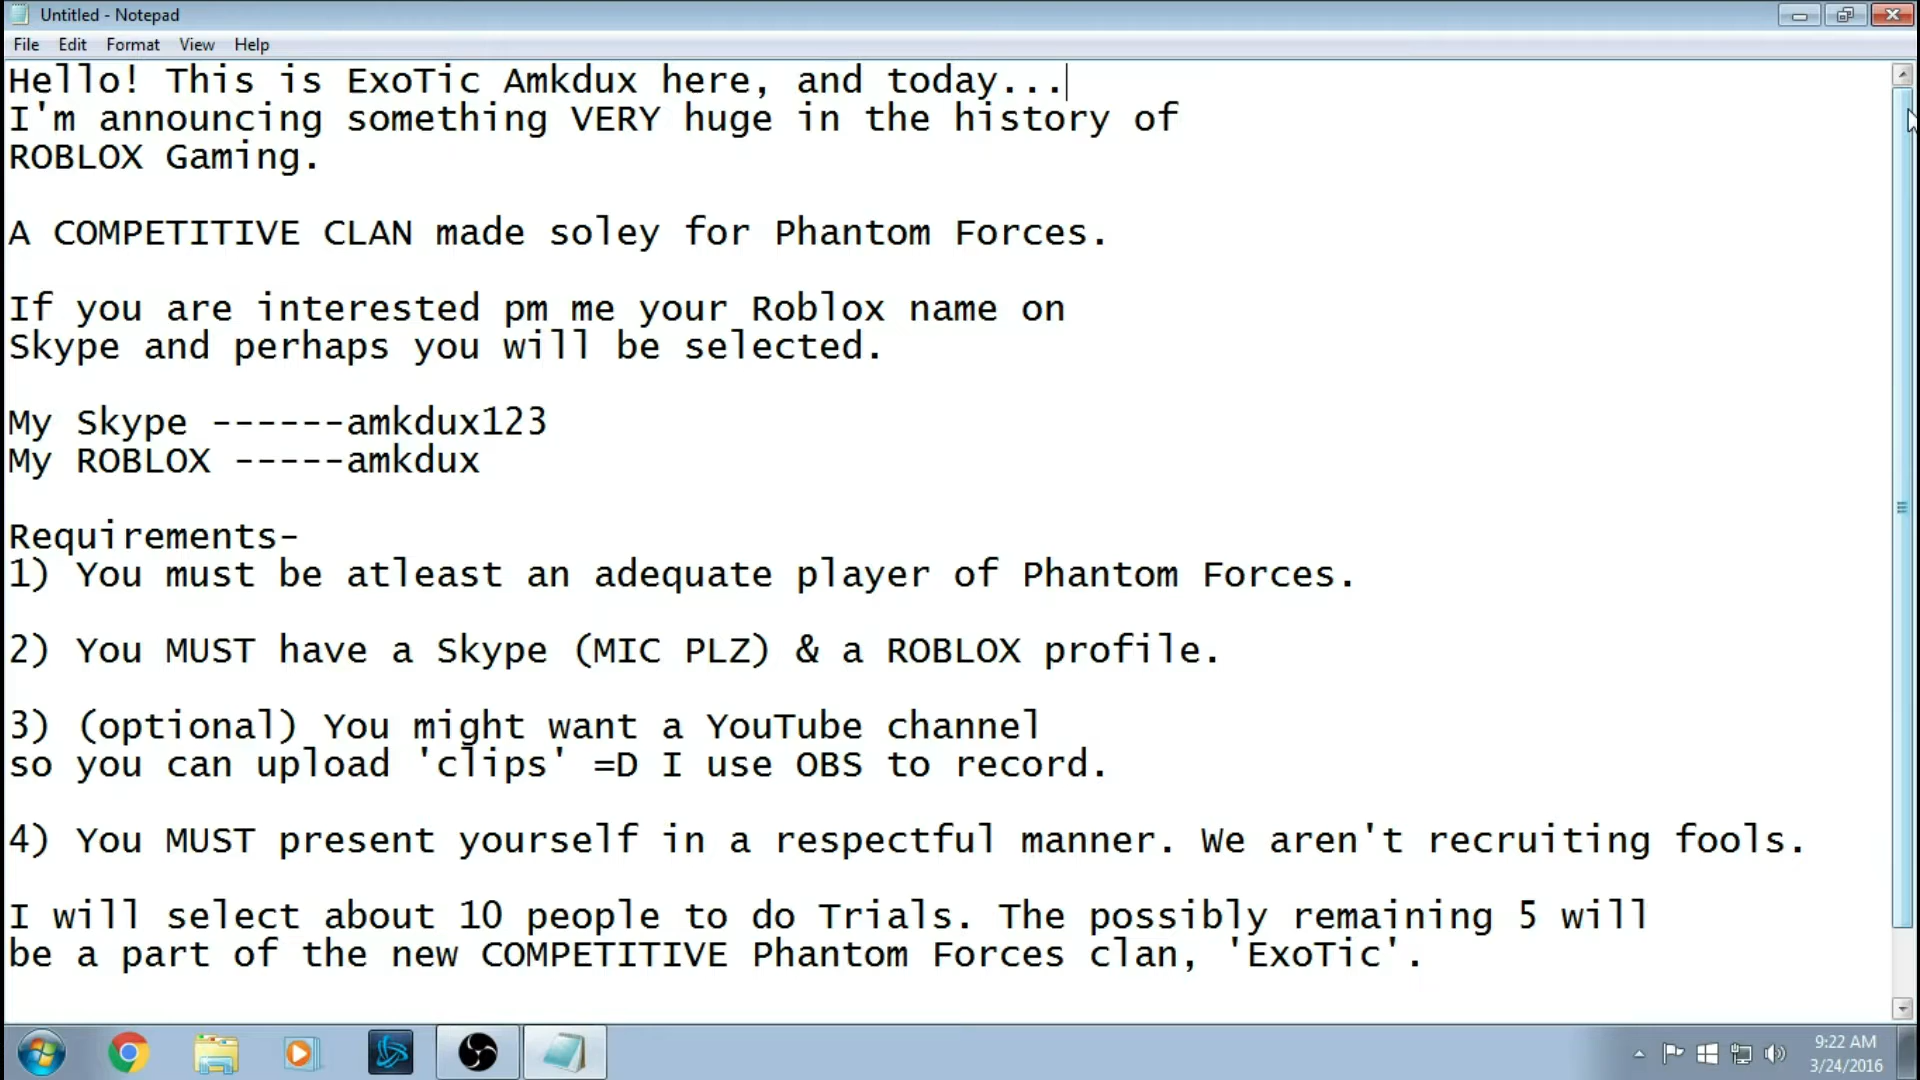 Untitled - Notepad
File Edit Format View Help
Hello! This is ExoTic Amkdux here, and today...
I'm announcing something VERY huge in the history of
ROBLOX Gaming.
A COMPETITIVE CLAN made soley for Phantom Forces.
If you are interested pm me your Roblox name on
Skype and perhaps you will be selected.
My Skype ------amkdux123
My ROBLOX -----amkdux
Requirements-
1) You must be atleast an adequate player of Phantom Forces.
2) You MUST have a Skype (MIC PLZ) & a ROBLOX profile.
3) (optional) You might want a YouTube channel
so you can upload 'clips' =D I use OBS to record.
4) You MUST present yourself in a respectful manner. We aren't recruiting fools.
I will select about 10 people to do Trials. The possibly remaining 5 will
be a part of the new COMPETITIVE Phantom Forces clan, 'ExoTic'.
9:22 AM
3/24/2016